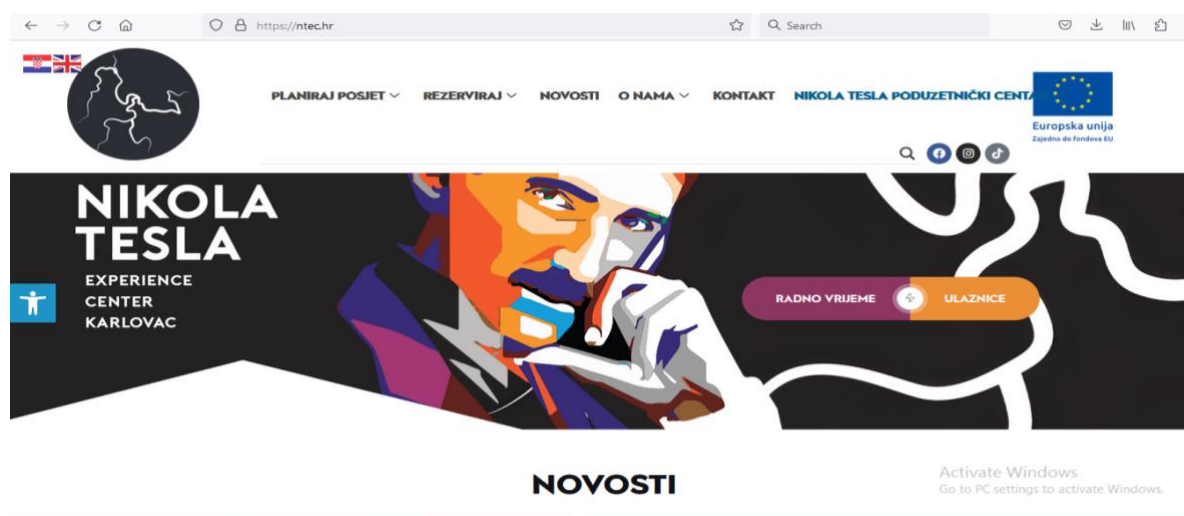 https://ntec.hr
Search
PLANIRAJ POSJET
REZERVIRAJ
NOVOSTI
O NAMA
KONTAKT
NIKOLA TESLA PODUZETNIČKI CENTA
Europska unija
Zajedno do fondova EU
NIKOLA
TESLA
EXPERIENCE
CENTER
KARLOVAC
RADNO VRIJEME
ULAZNICE
NOVOSTI
Activate Windows
Go to PC settings to activate Windows.